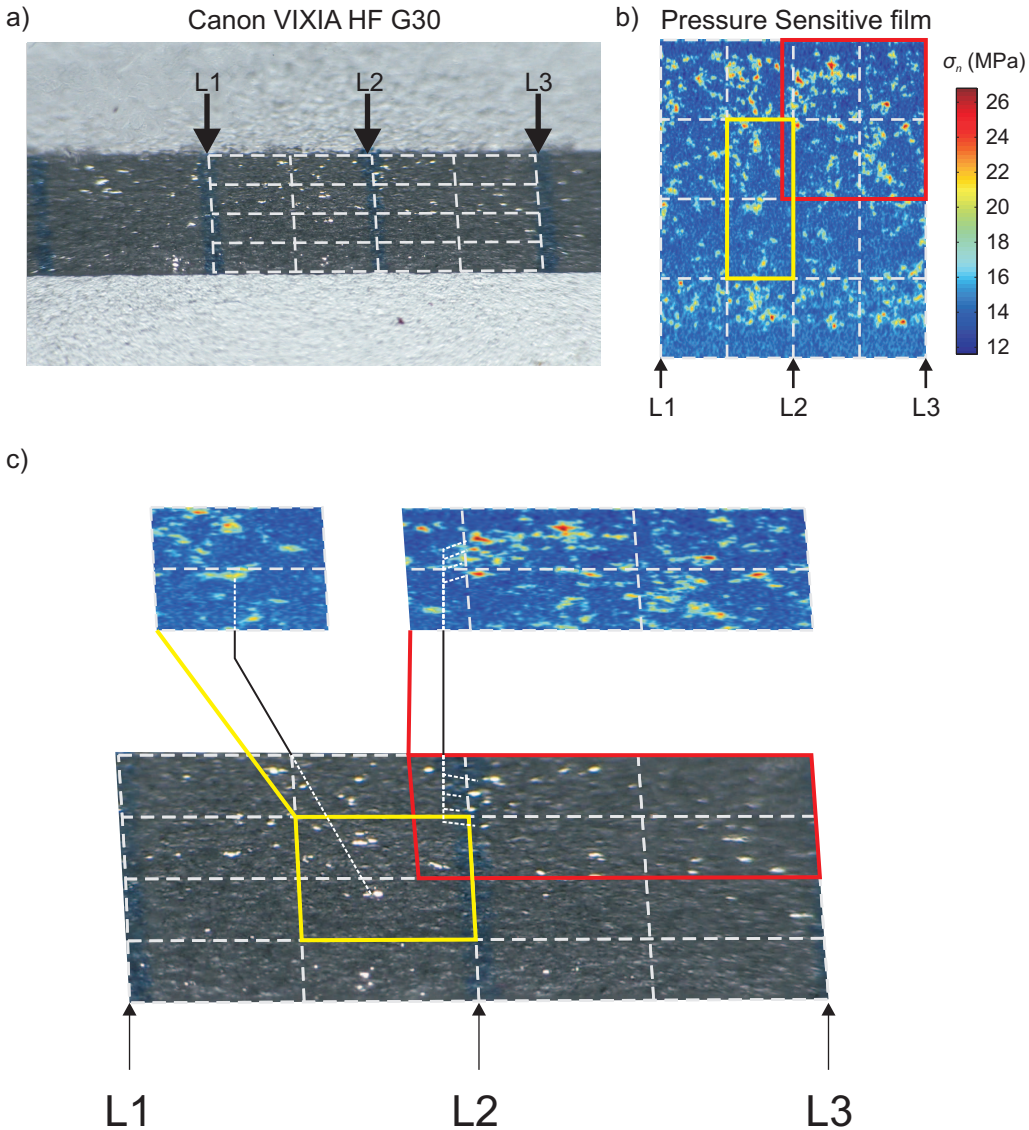 a)
Canon VIXIA HF G30
L1
L2
L3
b)
Pressure Sensitive film
σn (MPa)
26
24
22
20
18
16
14
12
L1
L2
L3
c)
L1
L2
L3